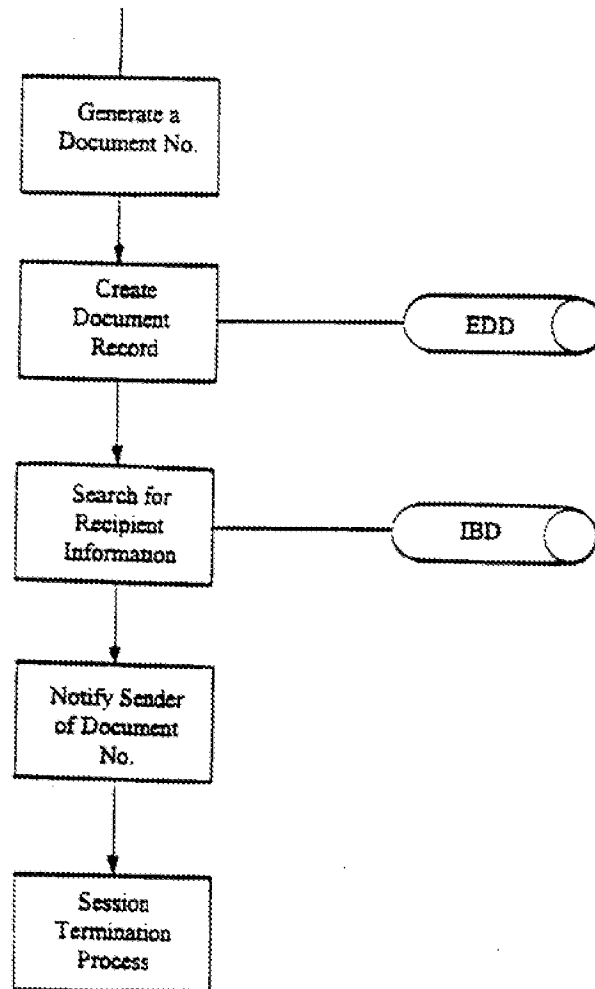 Generate a
Document No.
Create
Document
Record
EDD
Search for
Recipient
Information
IBD
Notify Sender
of Document
No.
Session
Termination
Process